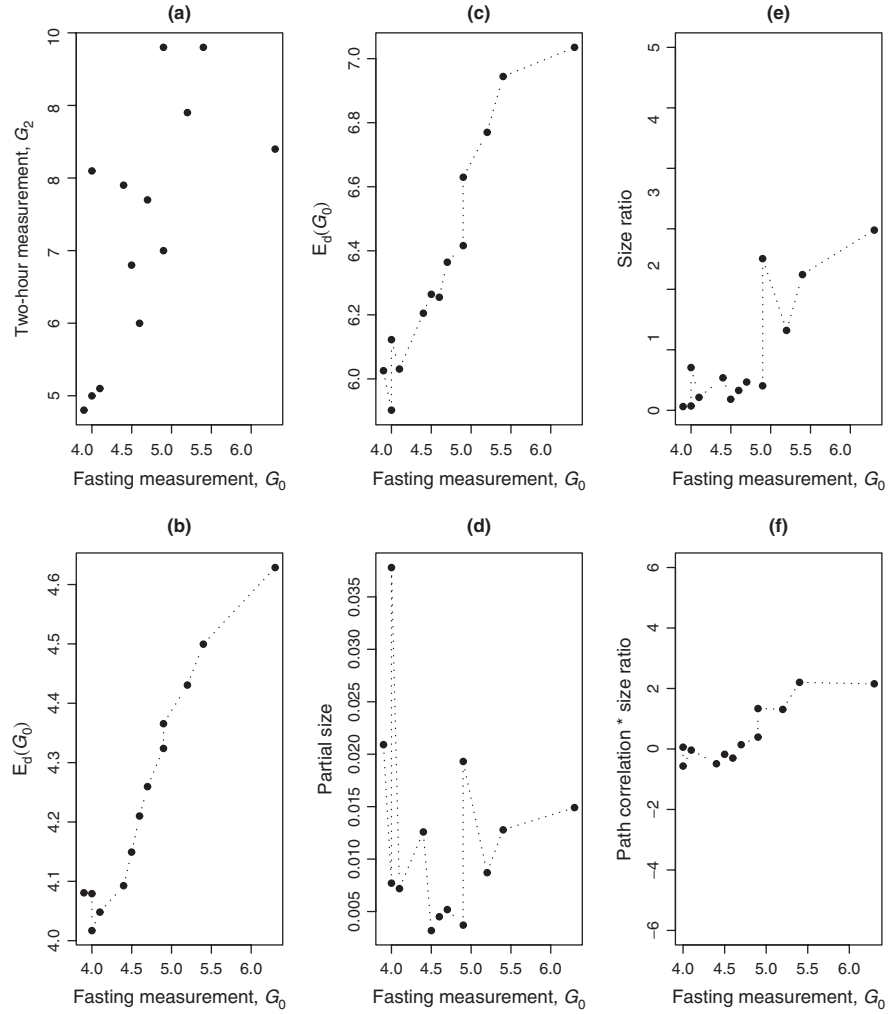 (a)
Two-hour measurement, G2
10
8
8
7
6
5
4.0 4.5 5.0 5.5 6.0
Fasting measurement, G0
(c)
Ed(G0)
7.0
6.8
6.6
6.4
6.2
6.0
4.0 4.5 5.0 5.5 6.0
Fasting measurement, G0
(e)
Size ratio
5
4
3
2
1
0
4.0 4.5 5.0 5.5 6.0
Fasting measurement, G0
(b)
Ed(G0)
4.6
4.5
4.4
4.3
4.2
4.1
4.0
4.0 4.5 5.0 5.5 6.0
Fasting measurement, G0
(d)
Partial size
0.035
0.030
0.025
0.020
0.015
0.010
0.005
4.0 4.5 5.0 5.5 6.0
Fasting measurement, G0
(f)
Path correlation * size ratio
6
4
2
0
−2
−4
−6
4.0 4.5 5.0 5.5 6.0
Fasting measurement, G0